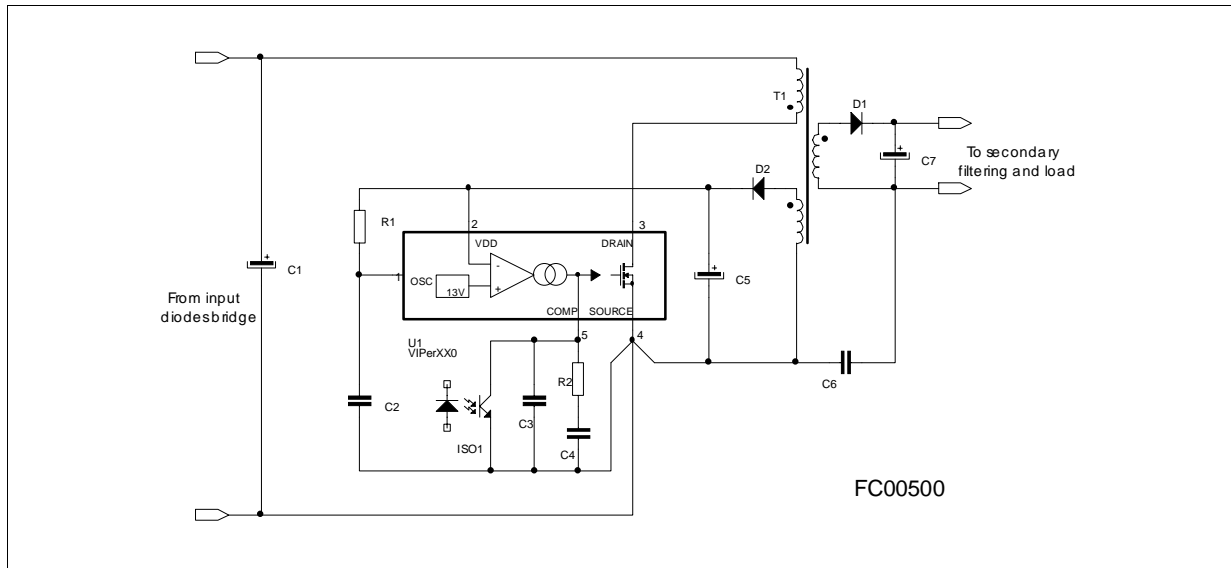 T1
D1
+
C7
To secondary
filtering and load
D2
R1
2
3
VDD
DRAIN
+
C1
1
OSC
13V
-
+
+
C5
COMP
SOURCE
From input
diodesbridge
U1
VIPerXX0
5
4
R2
C6
C2
C3
ISO1
C4
FC00500